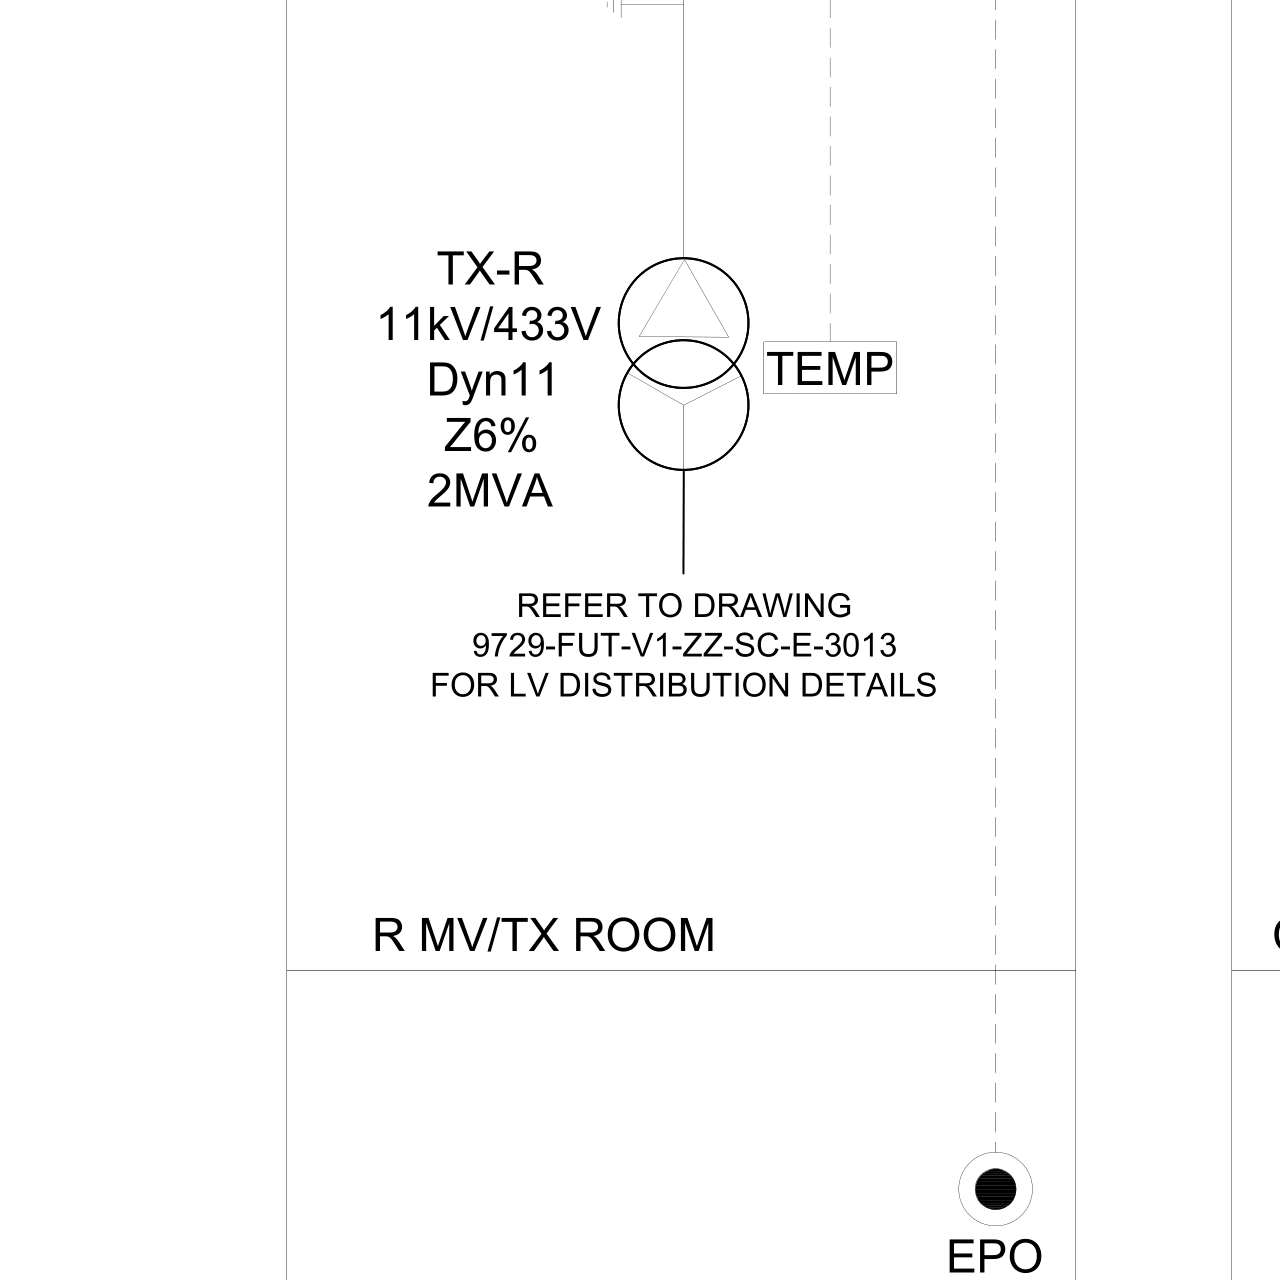 TX-R
11kV/433V
Dyn11
Z6%
2MVA
TEMP
REFER TO DRAWING
9729-FUT-V1-ZZ-SC-E-3013
FOR LV DISTRIBUTION DETAILS
R MV/TX ROOM
EPO